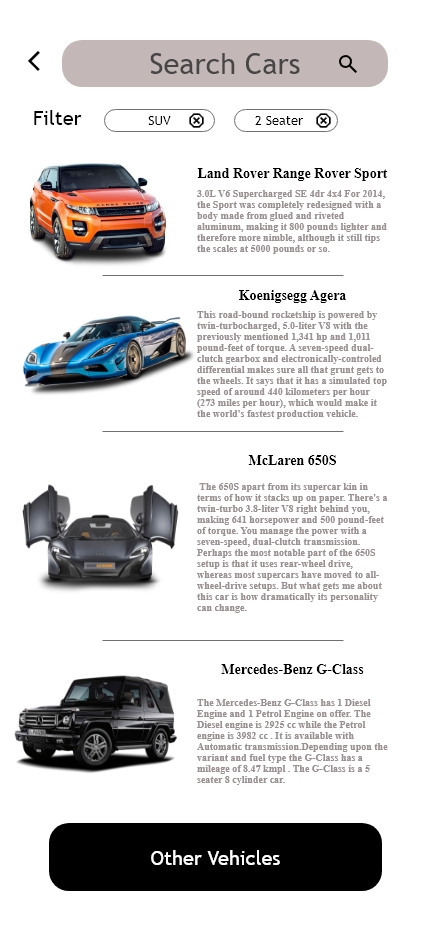 Search Cars
Filter
SUV
2 Seater
Land Rover Range Rover Sport
3.0L V6 Supercharged SE 4dr 4x4 For 2014,
the Sport was completely redesigned with a
body made from glued and riveted
aluminum, making it 800 pounds lighter and
therefore more nimble, although it still tips
the scales at 5000 pounds or so.
Koenigsegg Agera
This road-bound rocketship is powered by
twin-turbocharged, 5.0-liter V8 with the
previously mentioned 1,341 hp and 1,011
pound-feet of torque. A seven-speed dual-
clutch gearbox and electronically-controled
differential makes sure all that grunt gets to
the wheels. It says that it has a simulated top
speed of around 440 kilometers per hour
(273 miles per hour), which would make it
the world's fastest production vehicle.
McLaren 650S
The 650S apart from its supercar kin in
terms of how it stacks up on paper. There's a
twin-turbo 3.8-liter V8 right behind you,
making 641 horsepower and 500 pound-feet
of torque. You manage the power with a
seven-speed, dual-clutch transmission.
Perhaps the most notable part of the 650S
setup is that it uses rear-wheel drive,
whereas most supercars have moved to all-
wheel-drive setups. But what gets me about
this car is how dramatically its personality
can change.
Mercedes-Benz G-Class
The Mercedes-Benz G-Class has 1 Diesel
Engine and 1 Petrol Engine on offer. The
Diesel engine is 2925 cc while the Petrol
engine is 3982 cc . It is available with
Automatic transmission.Depending upon the
variant and fuel type the G-Class has a
mileage of 8.47 kmpl . The G-Class is a 5
seater 8 cylinder car.
Other Vehicles